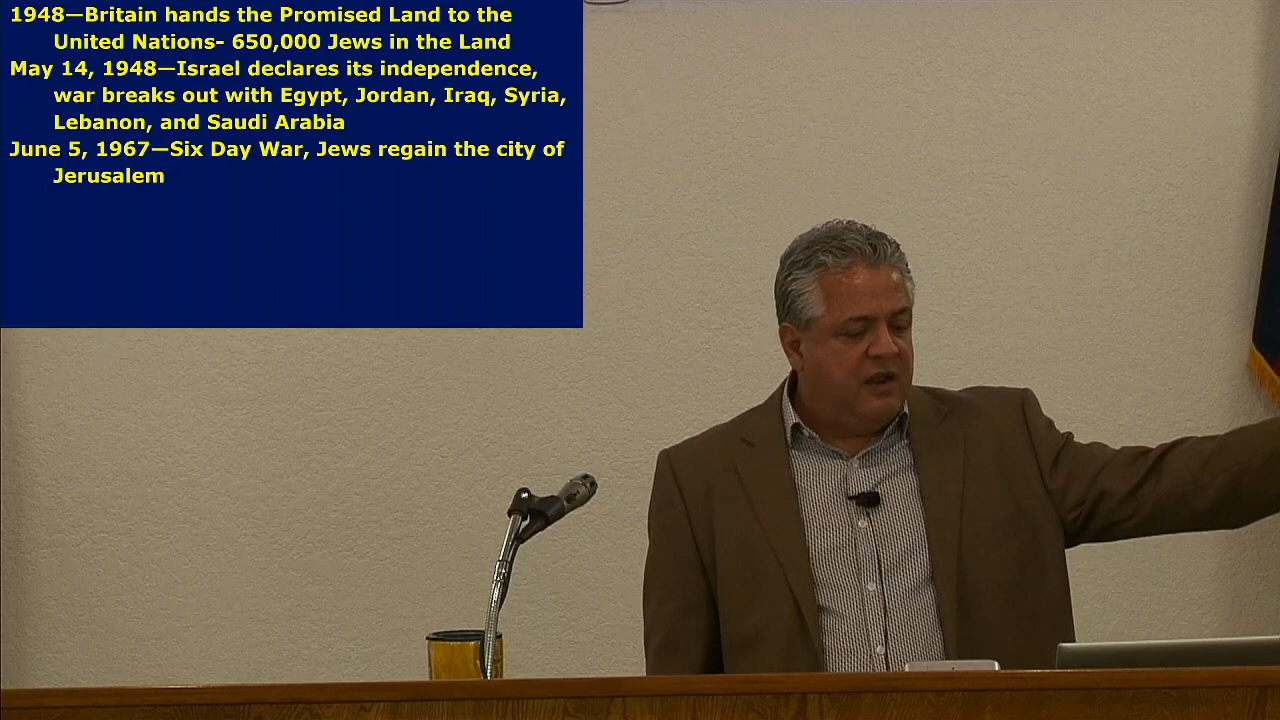 1948—Britain hands the Promised Land to the
United Nations- 650,000 Jews in the Land
May 14, 1948—Israel declares its independence,
war breaks out with Egypt, Jordan, Iraq, Syria,
Lebanon, and Saudi Arabia
June 5, 1967—Six Day War, Jews regain the city of
Jerusalem